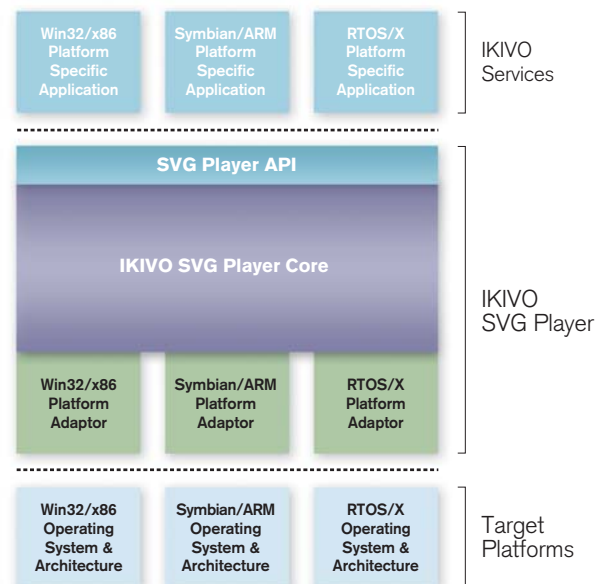 Win32/x86
Platform
Specific
Application
Symbian/ARM
Platform
Specific
Application
RTOS/X
Platform
Specific
Application
IKIVO
Services
SVG Player API
IKIVO SVG Player Core
IKIVO
SVG Player
Win32/x86
Platform
Adaptor
Symbian/ARM
Platform
Adaptor
RTOS/X
Platform
Adaptor
Win32/x86
Operating
System &
Architecture
Symbian/ARM
Operating
System &
Architecture
RTOS/X
Operating
System &
Architecture
Target
Platforms